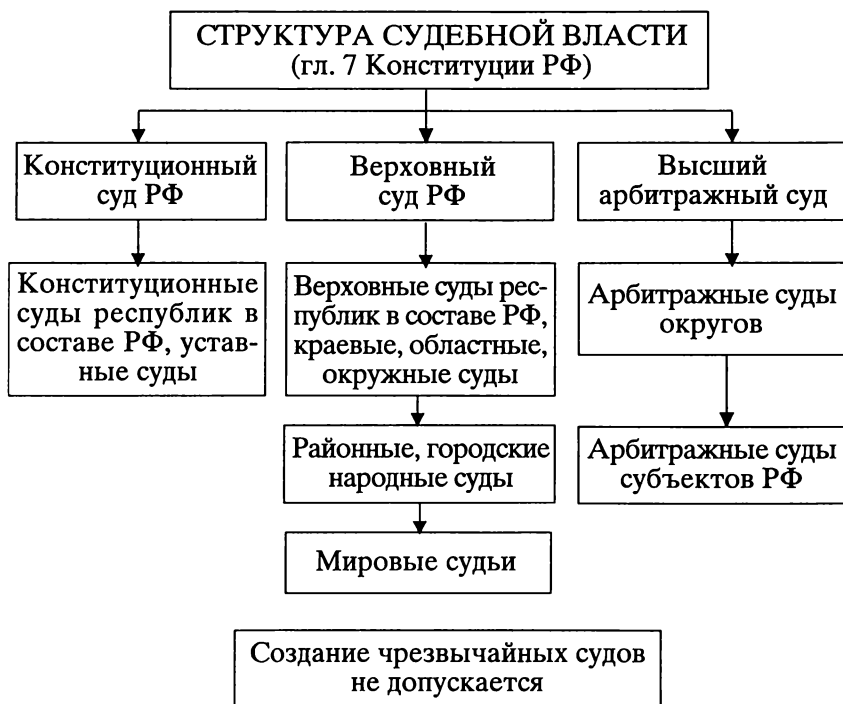 СТРУКТУРА СУДЕБНОЙ ВЛАСТИ
(гл. 7 Конституции РФ)
Конституционный
суд РФ
Верховный
суд РФ
Высший
арбитражный суд
Конституционные
суды республик в
составе РФ, устав-
ные суды
Верховные суды рес-
публик в составе РФ,
краевые, областные,
окружные суды
Арбитражные суды
округов
Районные, городские
народные суды
Арбитражные суды
субъектов РФ
Мировые судьи
Создание чрезвычайных судов
не допускается